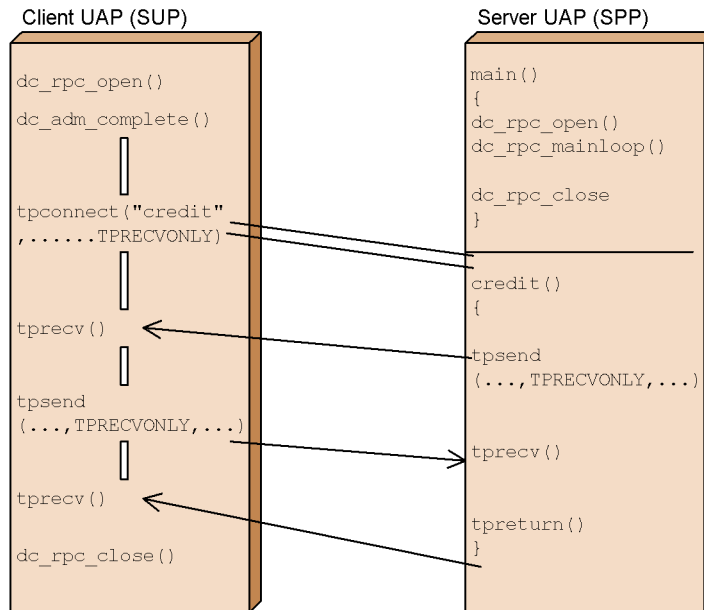 Client UAP (SUP)
dc_rpc_open()
dc_adm_complete()
tpconnect("credit"
,......TPRECVONLY)
tprecv()
tpsend
(...,TPRECVONLY,...)
tprecv()
dc_rpc_close()
Server UAP (SPP)
main()
{
dc_rpc_open()
dc_rpc_mainloop()
dc_rpc_close
}
credit()
{
tpsend
(...,TPRECVONLY,...)
tprecv()
tpreturn()
}